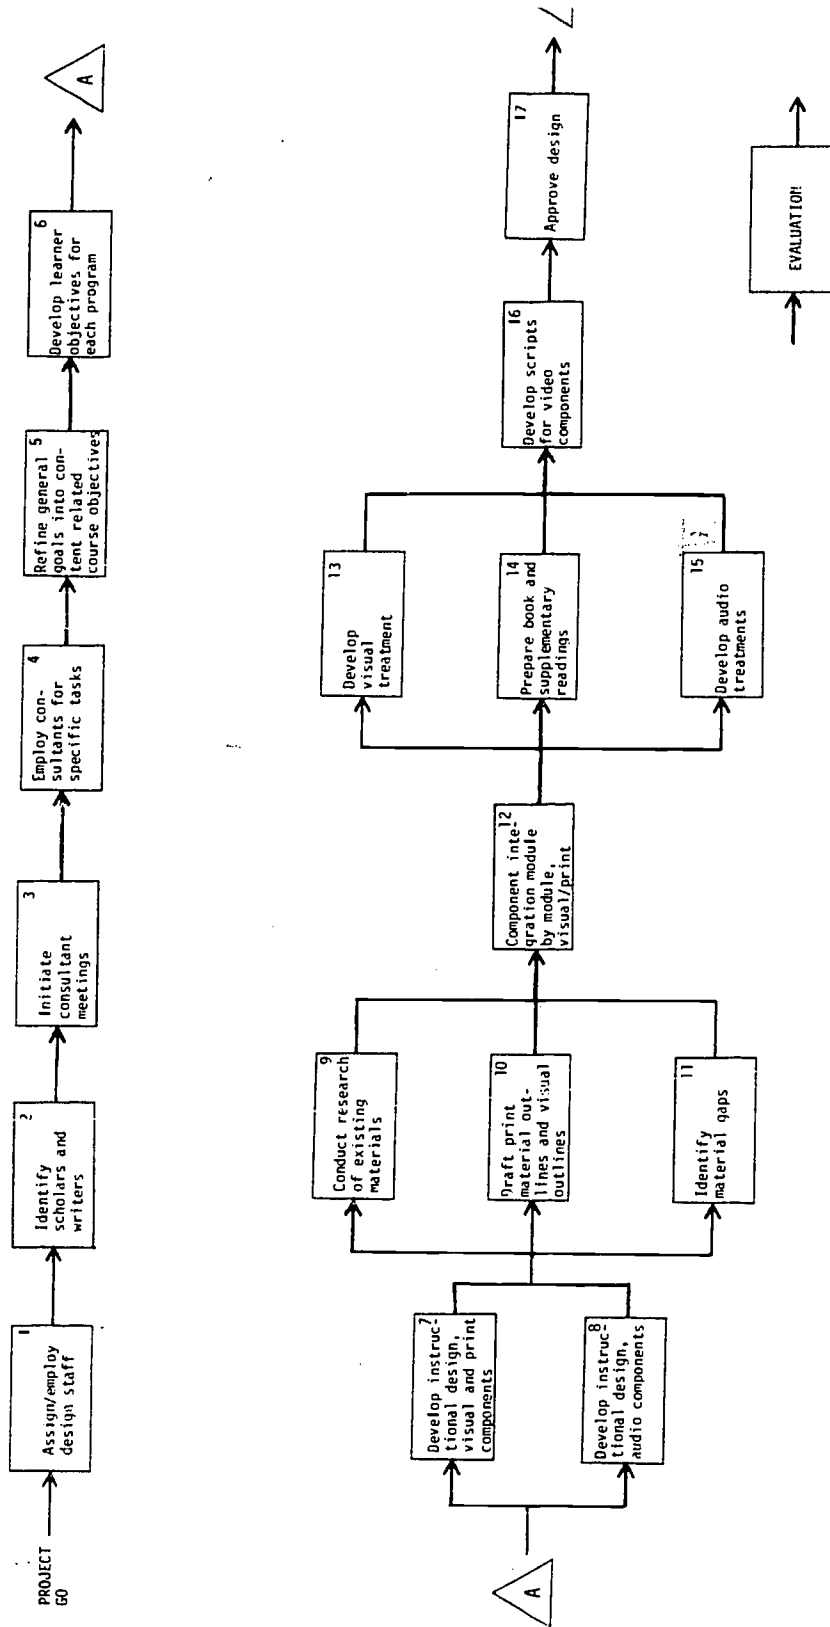 PROJECT
GO
1
Assign/employ
design staff
2
Identify
scholars and
writers
3
Initiate
consultant
meetings
4
Employ con-
sultants for
specific tasks
5
Refine general
goals into con-
tent related
course objectives
6
Develop learner
objectives for
each program
A
A
7
Develop instruc-
tional design,
visual and print
components
8
Develop instruc-
tional design,
audio components
9
Conduct research
of existing
materials
10
Draft print
material out-
lines and visual
outlines
11
Identify
material gaps
12
Component inte-
gration module
by module,
visual/print
13
Develop
visual
treatment
14
Prepare book and
supplementary
readings
15
Develop audio
treatments
16
Develop scripts
for video
components
17
Approve design
EVALUATION